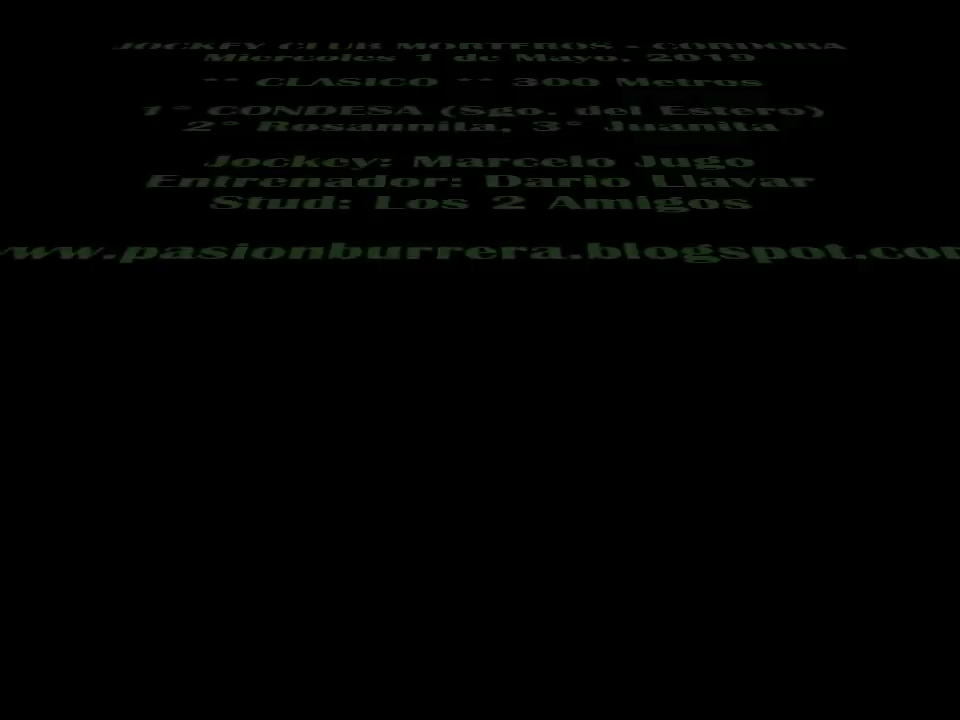 JOCKEY CLUB MORTEROS - CORDOBA
Miercoles 1 de Mayo, 2019
** CLASICO ** 300 Metros
1° CONDESA (Sgo. del Estero)
2° Rosannita, 3° Juanita
Jockey: Marcelo Jugo
Entrenador: Dario Llavar
Stud: Los 2 Amigos
www.pasionburrera.blogspot.com